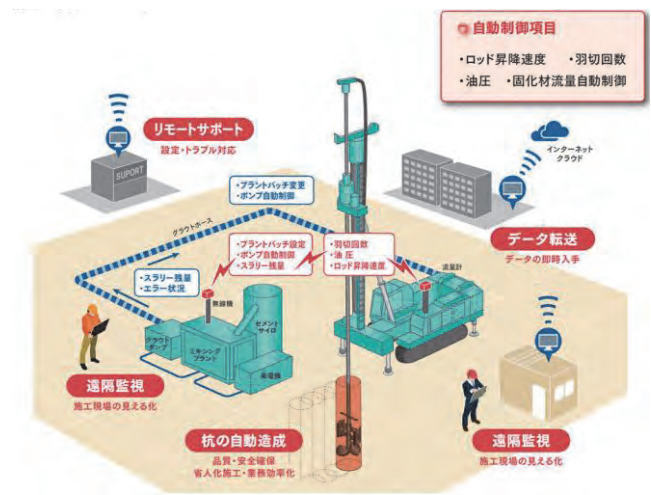 自動制御項目
・ロッド昇降速度 ・羽切回数
・油圧 ・固化材流量自動制御
リモートサポート
設定・トラブル対応
SUPORT
インターネット
クラウド
データ転送
データの即時入手
・プラントバッチ変更
・ポンプ自動制御
グラウトホース
・プラントバッチ設定
・ポンプ自動制御
・スラリー残量
・羽切回数
・油 圧
・ロッド昇降速度
流量計
・スラリー残量
・エラー状況
無線機
セメント
サイロ
グラウト
ポンプ
ミキシング
プラント
発電機
遠隔監視
施工現場の見える化
杭の自動造成
品質・安全確保
省人化施工・業務効率化
遠隔監視
施工現場の見える化